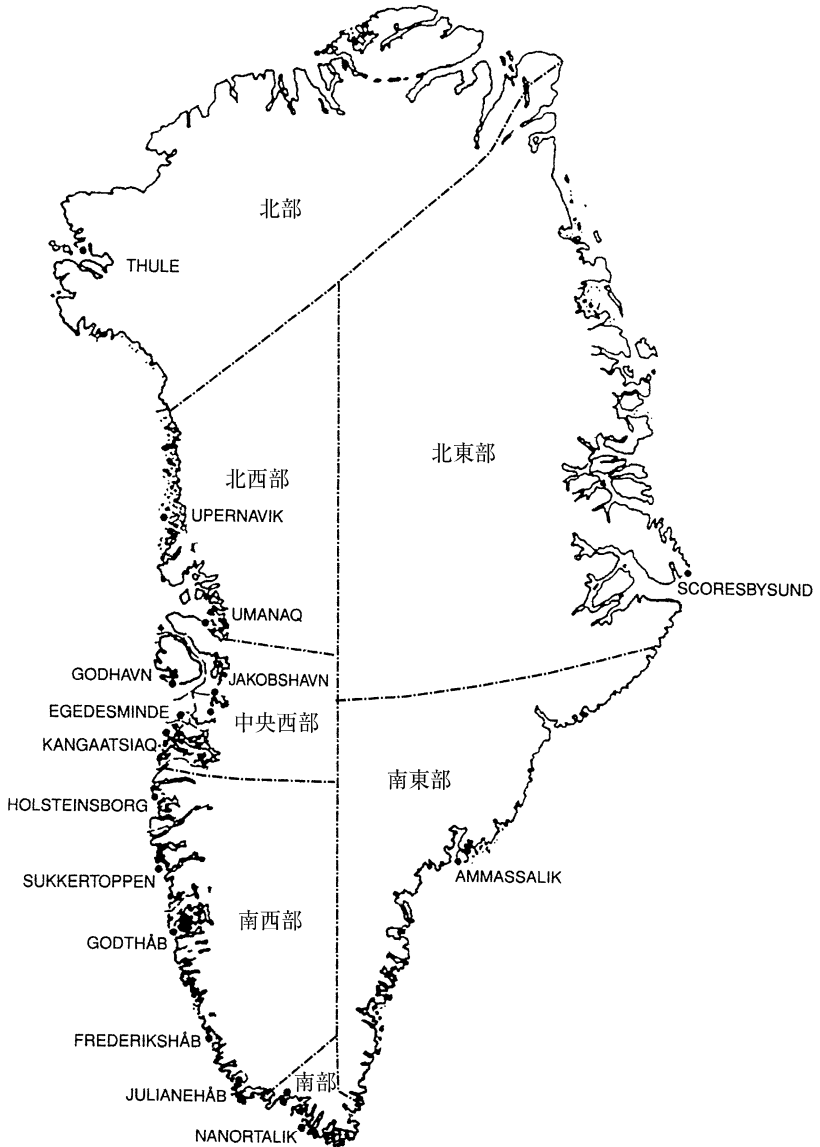 北部
THULE
北東部
北西部
UPERNAVIK
SCORESBYSUND
UMANAQ
GODHAVN
JAKOBSHAVN
EGEDESMINDE
中央西部
KANGAATSIAQ
南東部
HOLSTEINSBORG
AMMASSALIK
SUKKERTOPPEN
南西部
GODTHÅB
FREDERIKSHÅB
南部
JULIANEHÅB
NANORTALIK